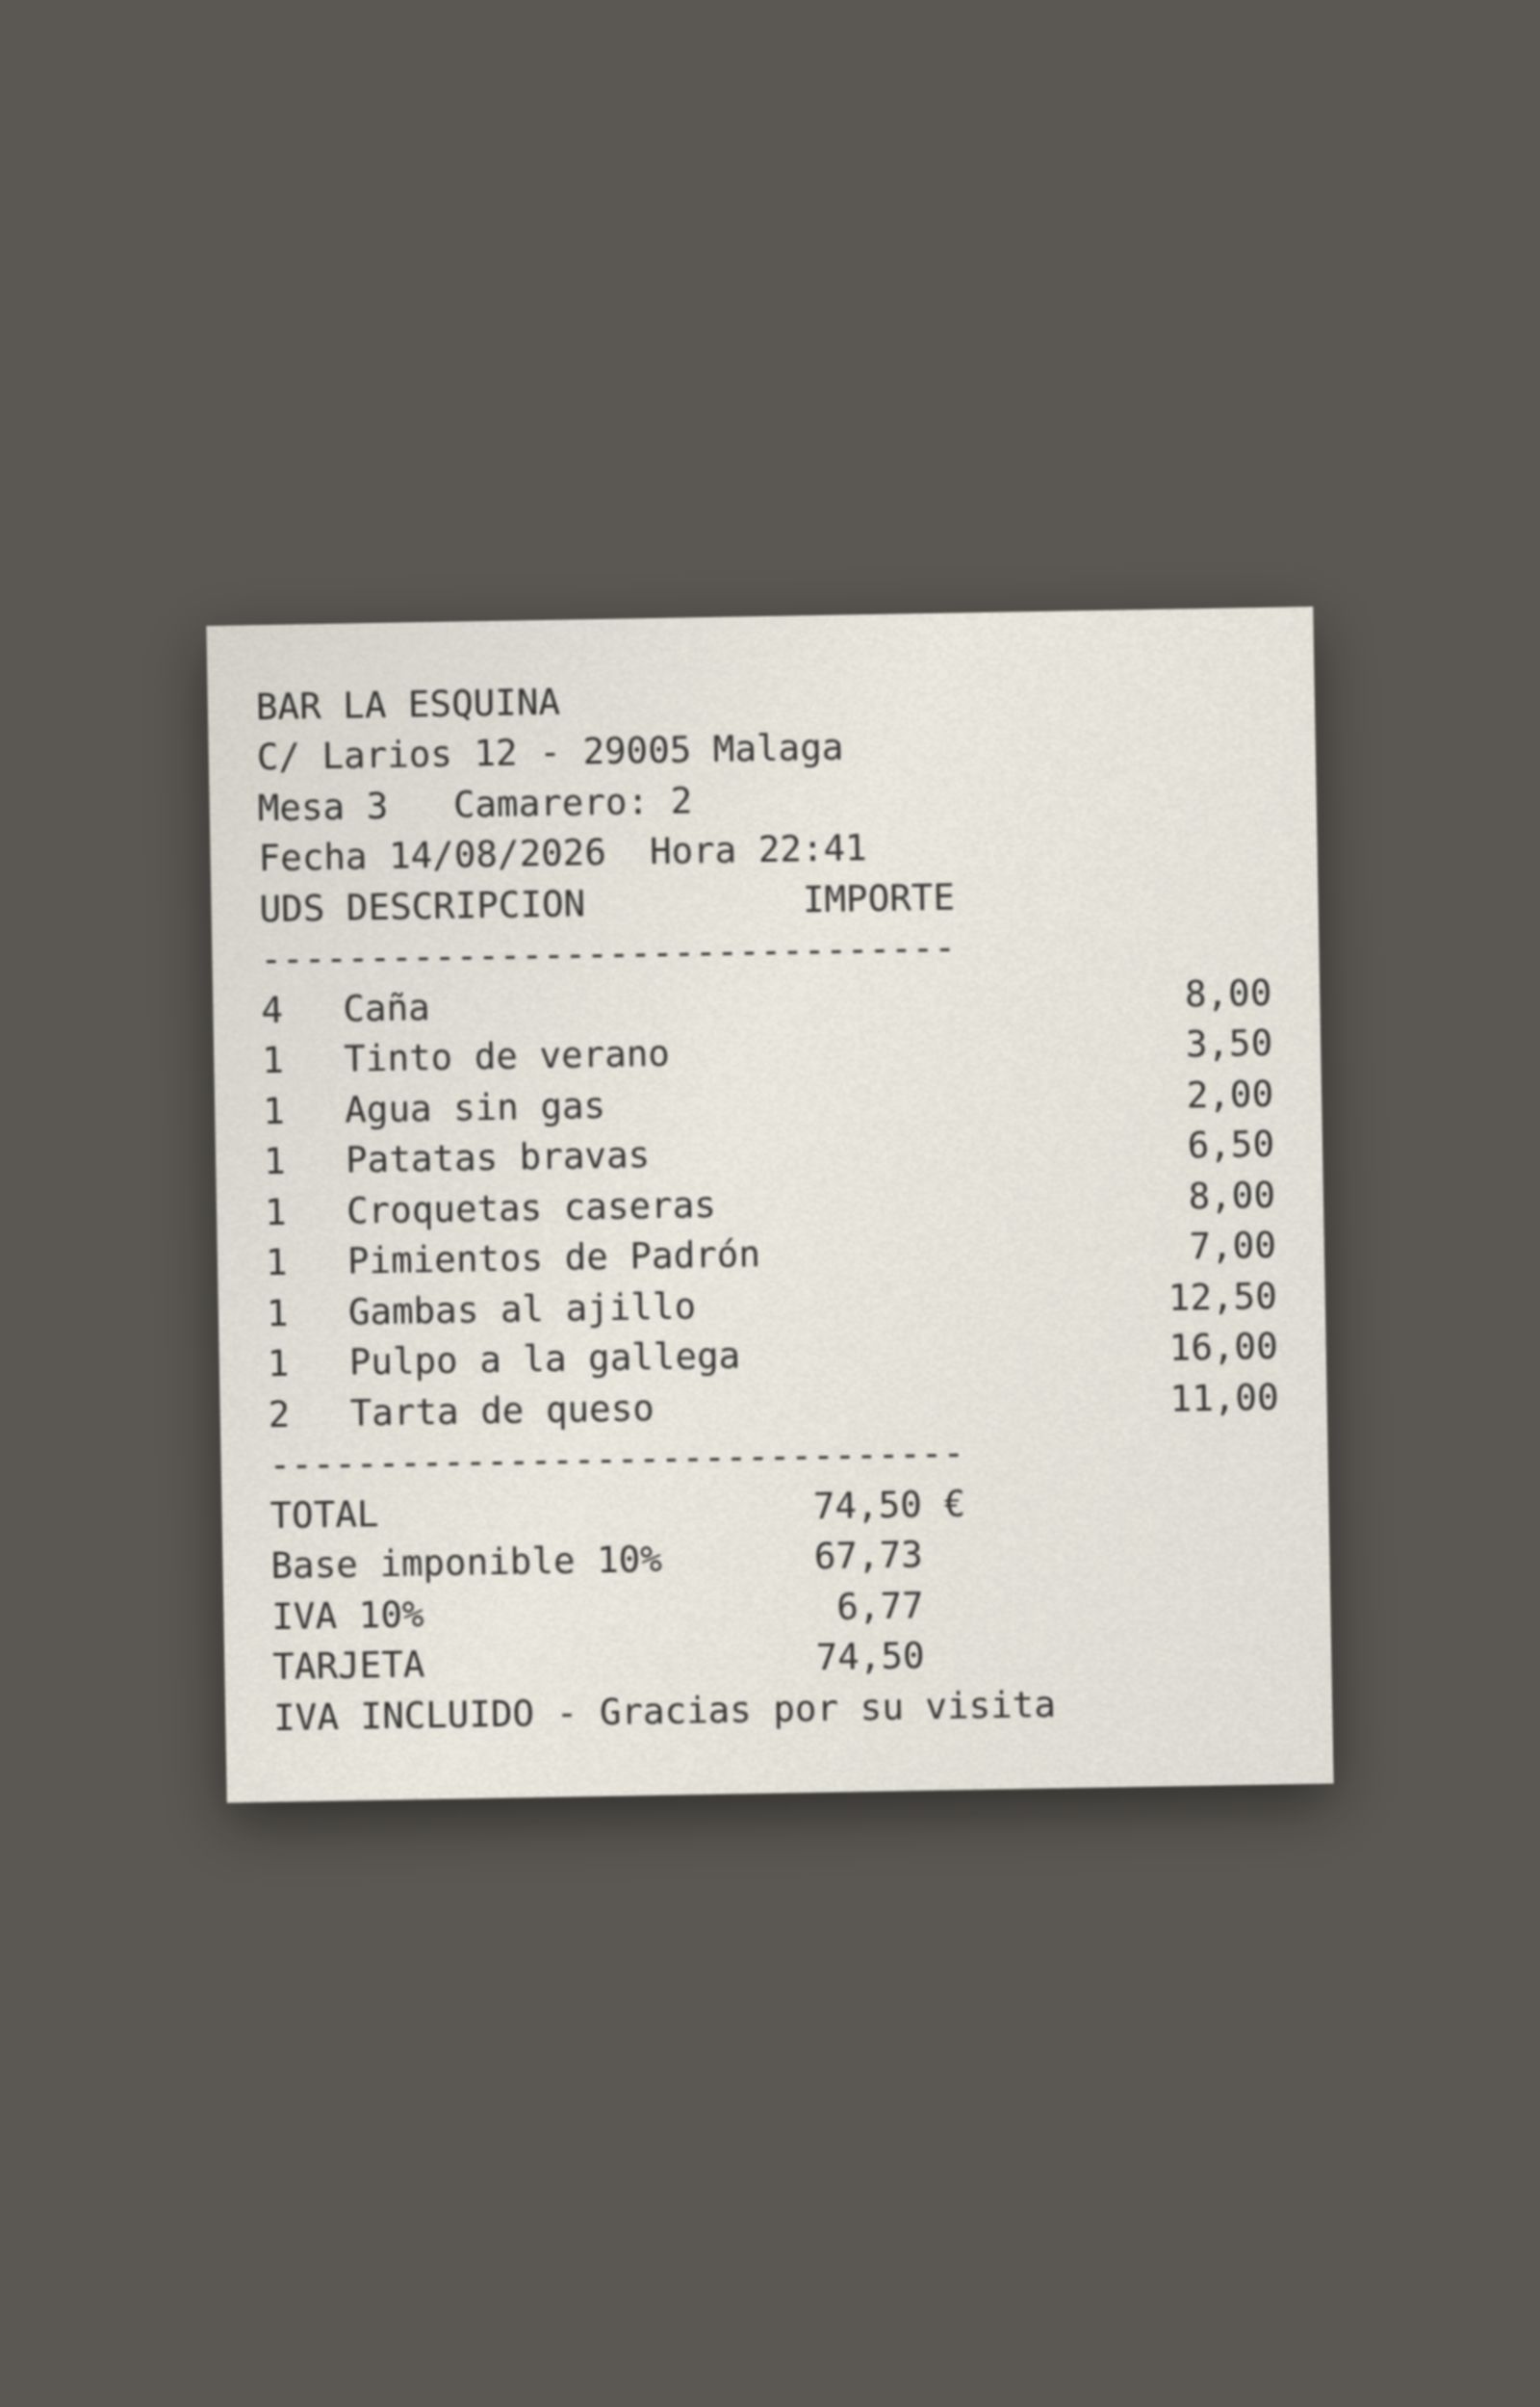 BAR LA ESQUINA
C/ Larios 12 - 29005 Malaga
Mesa 3 Camarero: 2
Fecha 14/08/2026 Hora 22:41
UDS DESCRIPCION IMPORTE
--------------------------------
4 Caña 8,00
1 Tinto de verano 3,50
1 Agua sin gas 2,00
1 Patatas bravas 6,50
1 Croquetas caseras 8,00
1 Pimientos de Padrón 7,00
1 Gambas al ajillo 12,50
1 Pulpo a la gallega 16,00
2 Tarta de queso 11,00
--------------------------------
TOTAL 74,50 €
Base imponible 10% 67,73
IVA 10% 6,77
TARJETA 74,50
IVA INCLUIDO - Gracias por su visita